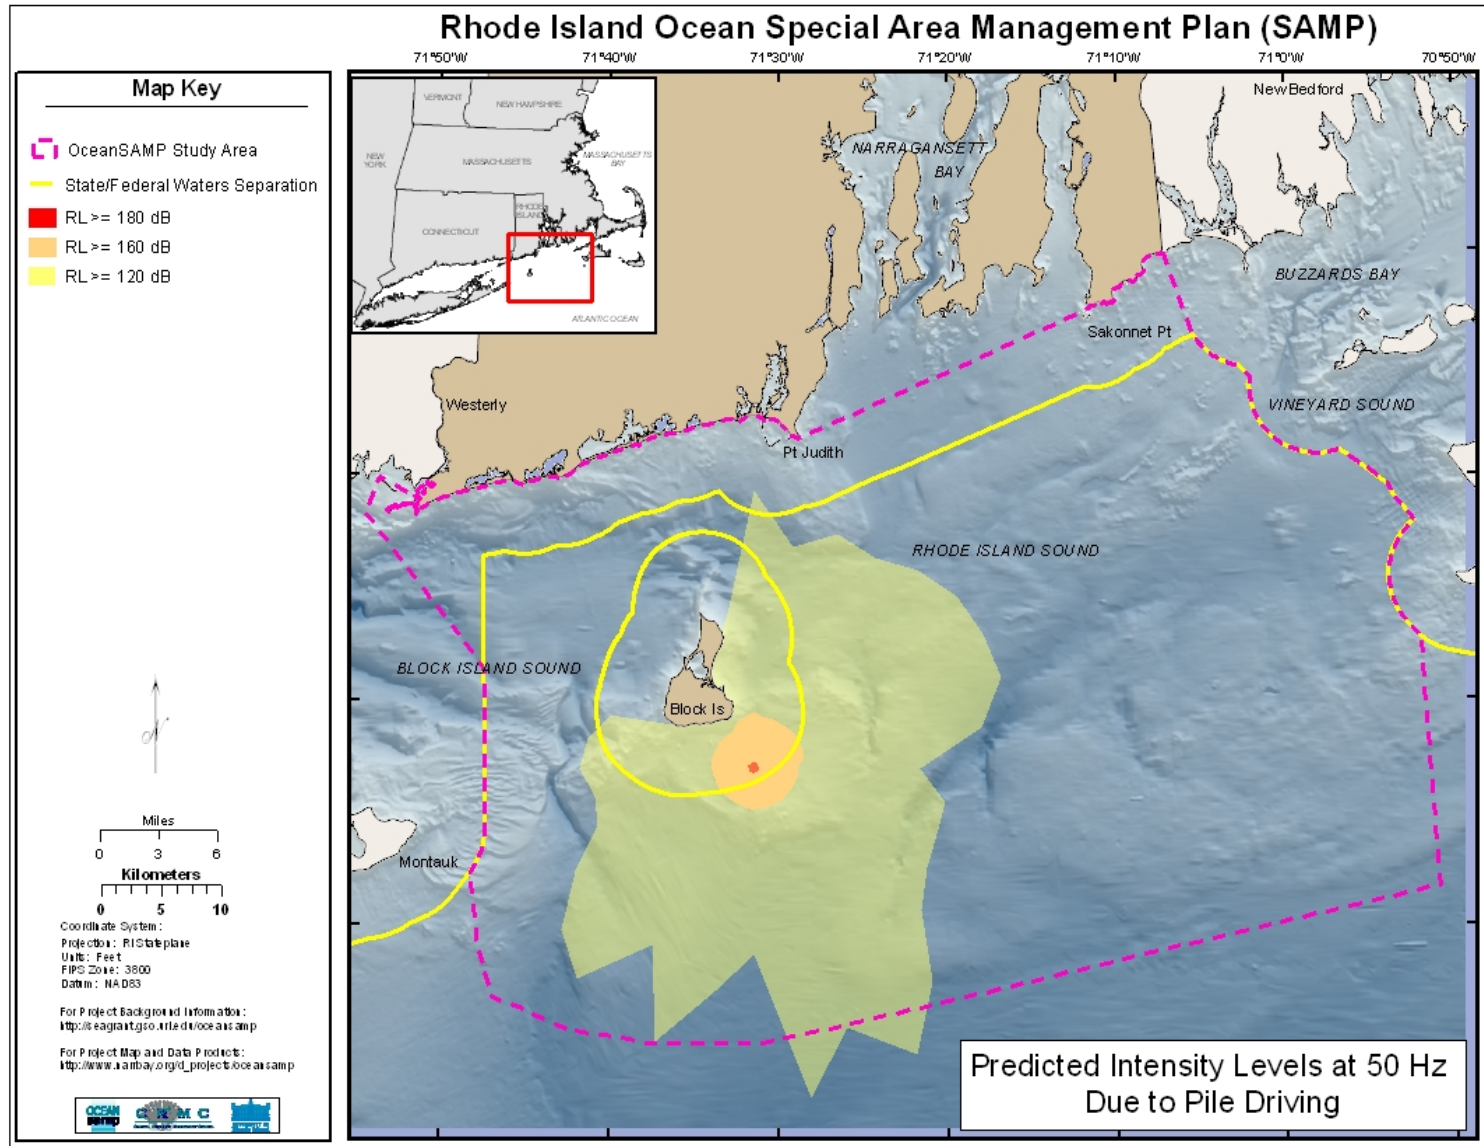 Rhode Island Ocean Special Area Management Plan (SAMP)
71°50'W 71°40'W 71°30'W 71°20'W 71°10'W 71°0'W 70°50'W
Map Key
OceanSAMP Study Area
State/Federal Waters Separation
RL >= 180 dB
RL >= 160 dB
RL >= 120 dB
Miles
0 3 6
Kilometers
0 5 10
Coordinate System:
Projection: RI Stateplane
Units: Feet
FIPS Zone: 3800
Datum: NAD83
For Project Background Information:
http://seagrant.gso.uri.edu/oceansamp
For Project Map and Data Products:
http://www.narrbay.org/d_projects/oceansamp
OCEAN
samp
C R M C
VERMONT
NEW HAMPSHIRE
NEW
YORK
MASSACHUSETTS
MASSACHUSETTS
BAY
RHODE
ISLAND
CONNECTICUT
ATLANTIC OCEAN
New Bedford
NARRAGANSETT
BAY
BUZZARDS BAY
Sakonnet Pt
Westerly
VINEYARD SOUND
Pt Judith
RHODE ISLAND SOUND
BLOCK ISLAND SOUND
Block Is
Montauk
Predicted Intensity Levels at 50 Hz
Due to Pile Driving